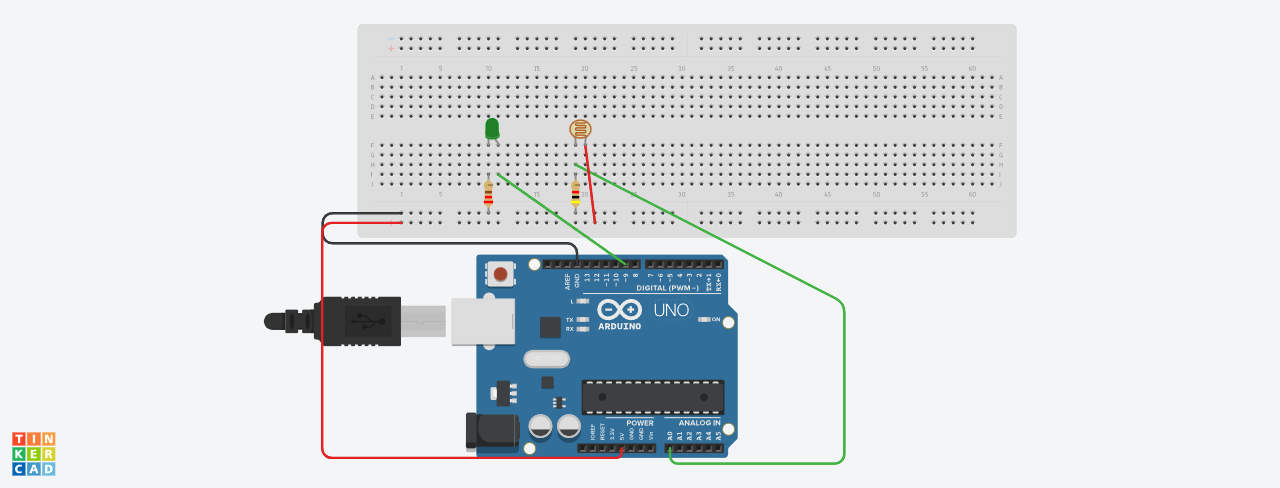 1 5 10 15 20 25 30 35 40 45 50 55 60
A A
B B
C C
D D
E E
F F
G G
H H
I I
J J
1 5 10 15 20 25 30 35 40 45 50 55 60
AREF
GND
13
12
~11
~10
~9
8
7
~6
~5
4
~3
2
TX→1
RX←0
DIGITAL (PWM~)
L
TX
RX
ARDUINO
UNO
ON
POWER
ANALOG IN
IOREF
RESET
3.3V
5V
GND
GND
Vin
A0
A1
A2
A3
A4
A5
TIN
KER
CAD